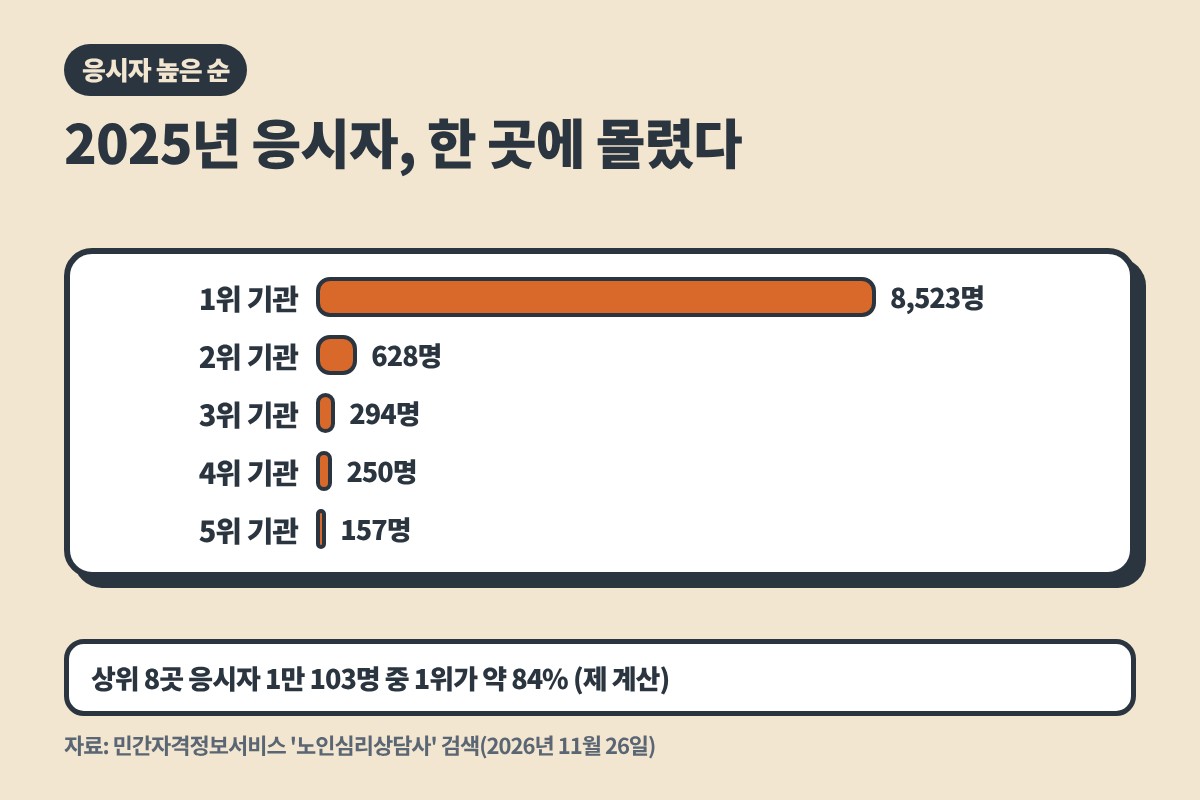 응시자 높은 순
2025년 응시자, 한 곳에 몰렸다
1위 기관 8,523명
2위 기관 628명
3위 기관 294명
4위 기관 250명
5위 기관 157명
상위 8곳 응시자 1만 103명 중 1위가 약 84% (제 계산)
자료: 민간자격정보서비스 '노인심리상담사' 검색(2026년 11월 26일)